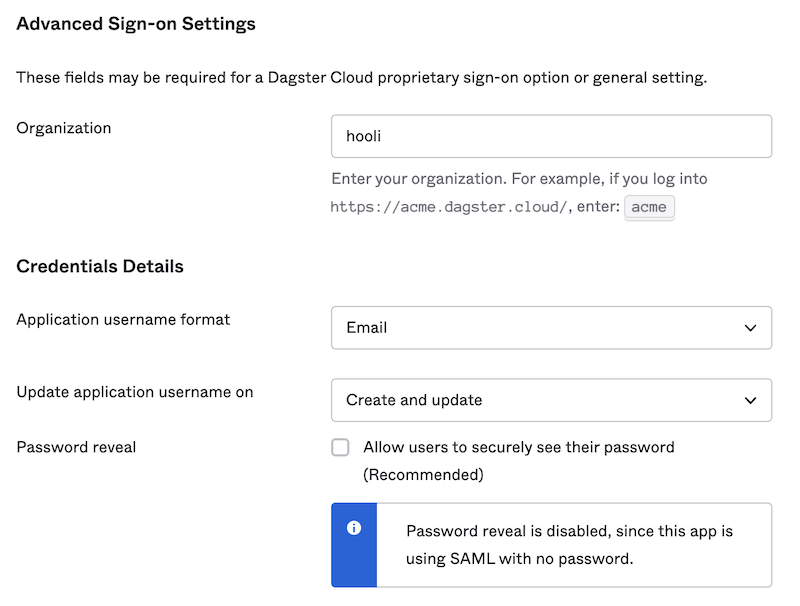 Advanced Sign-on Settings
These fields may be required for a Dagster Cloud proprietary sign-on option or general setting.
Organization
hooli
Enter your organization. For example, if you log into
https://acme.dagster.cloud/, enter: acme
Credentials Details
Application username format
Email
Update application username on
Create and update
Password reveal
Allow users to securely see their password
(Recommended)
Password reveal is disabled, since this app is
using SAML with no password.